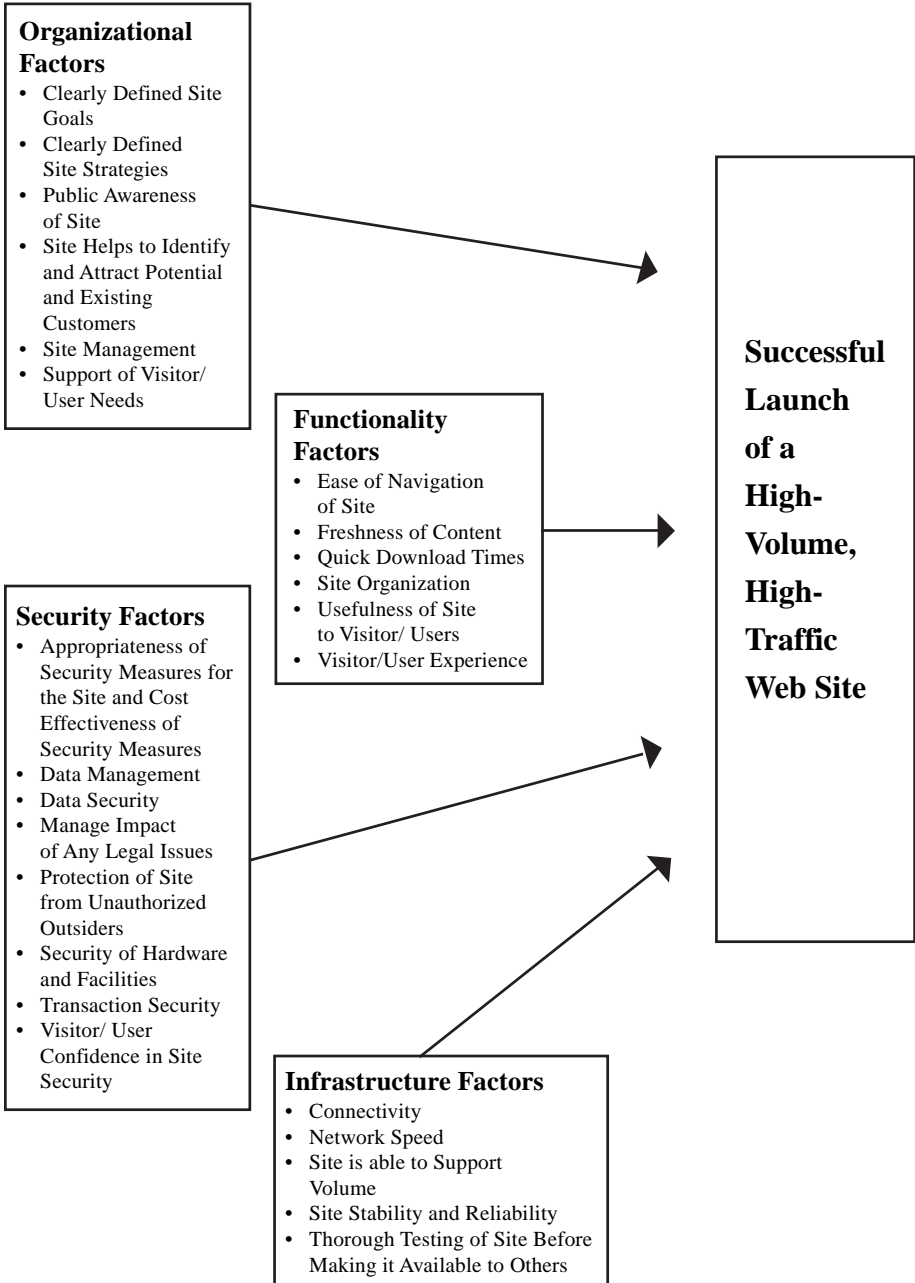 Organizational
Factors
• Clearly Defined Site
Goals
• Clearly Defined
Site Strategies
• Public Awareness
of Site
• Site Helps to Identify
and Attract Potential
and Existing
Customers
• Site Management
• Support of Visitor/
User Needs
Functionality
Factors
• Ease of Navigation
of Site
• Freshness of Content
• Quick Download Times
• Site Organization
• Usefulness of Site
to Visitor/ Users
• Visitor/User Experience
Security Factors
• Appropriateness of
Security Measures for
the Site and Cost
Effectiveness of
Security Measures
• Data Management
• Data Security
• Manage Impact
of Any Legal Issues
• Protection of Site
from Unauthorized
Outsiders
• Security of Hardware
and Facilities
• Transaction Security
• Visitor/ User
Confidence in Site
Security
Infrastructure Factors
• Connectivity
• Network Speed
• Site is able to Support
Volume
• Site Stability and Reliability
• Thorough Testing of Site Before
Making it Available to Others
Successful
Launch
of a
High-
Volume,
High-
Traffic
Web Site